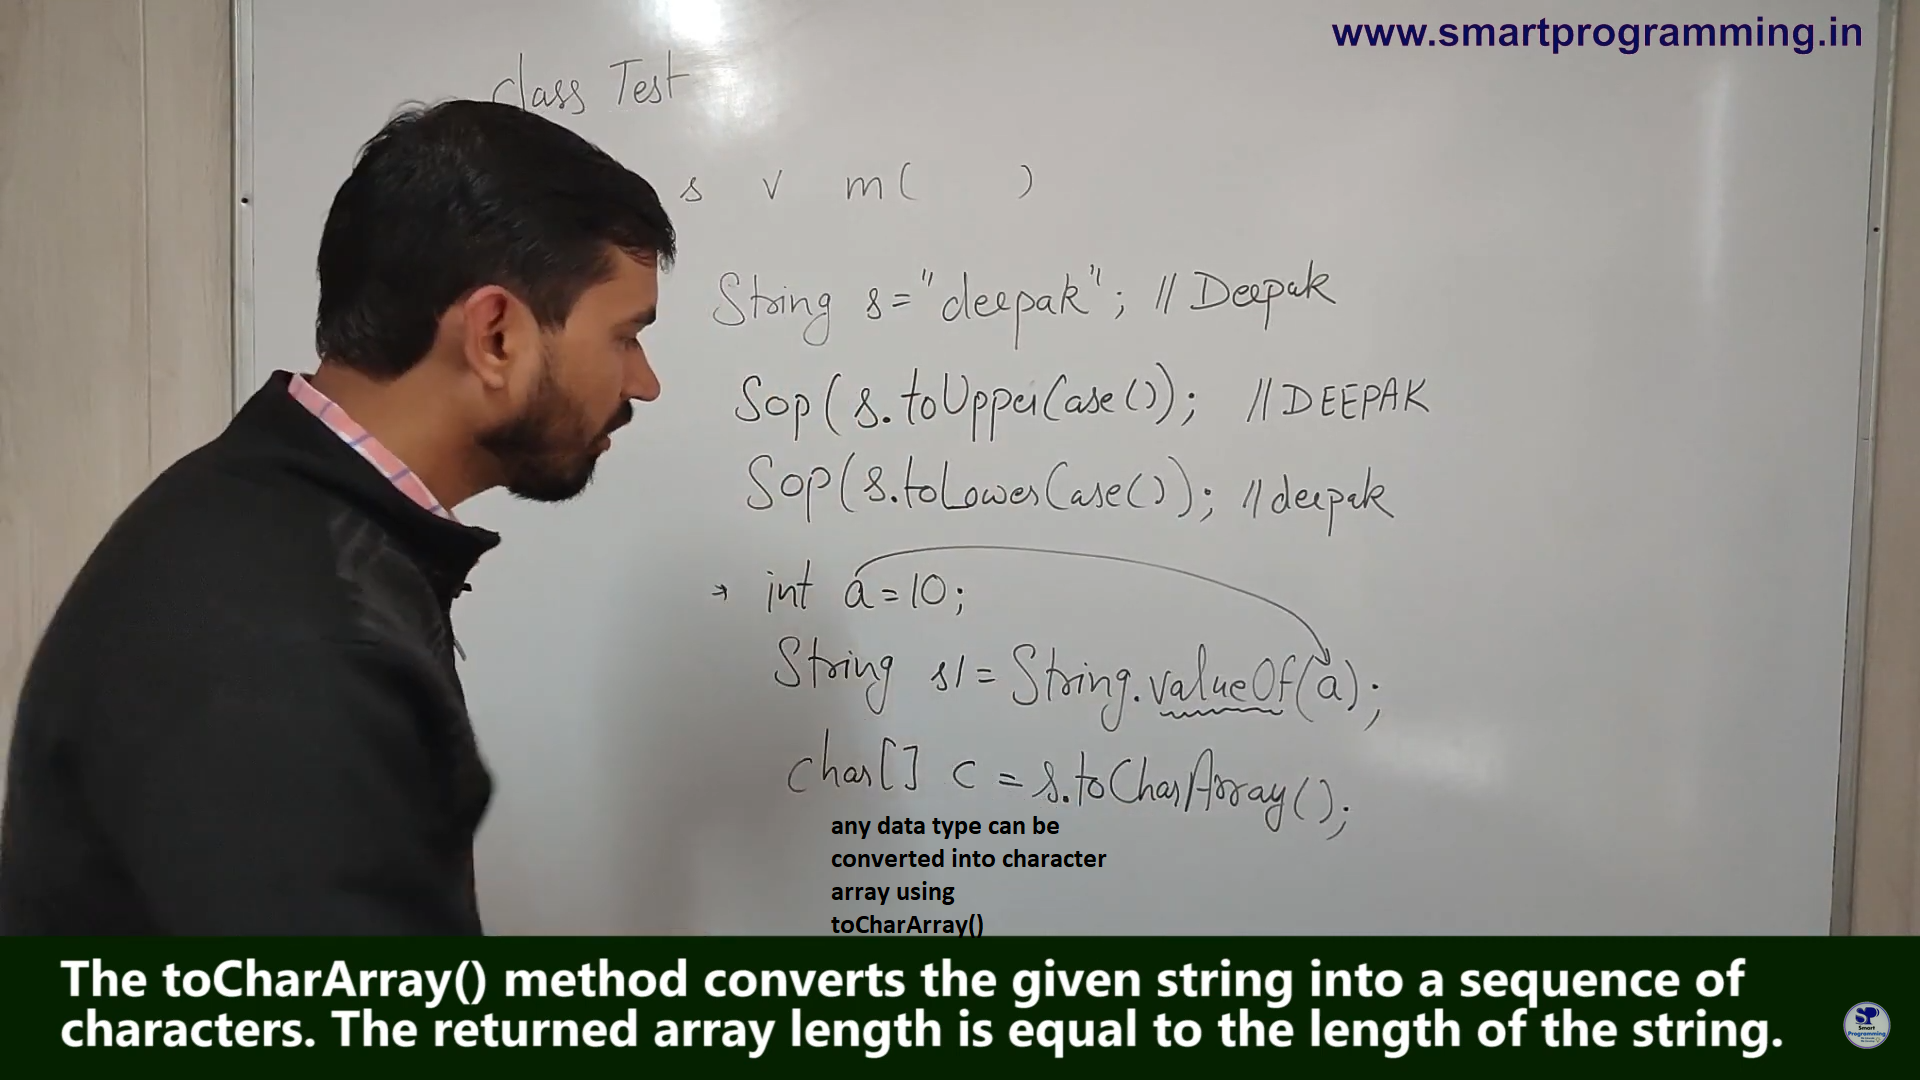 www.smartprogramming.in
class Test
s v m( )
String s="deepak"; // Deepak
Sop(s.toUpperCase()); //DEEPAK
Sop(s.toLowerCase()); //deepak
→ int a=10;
String s1=String.valueOf(a);
char[] c = s.toCharArray();
any data type can be
converted into character
array using
toCharArray()
The toCharArray() method converts the given string into a sequence of
characters. The returned array length is equal to the length of the string.
SP
Smart
Programming